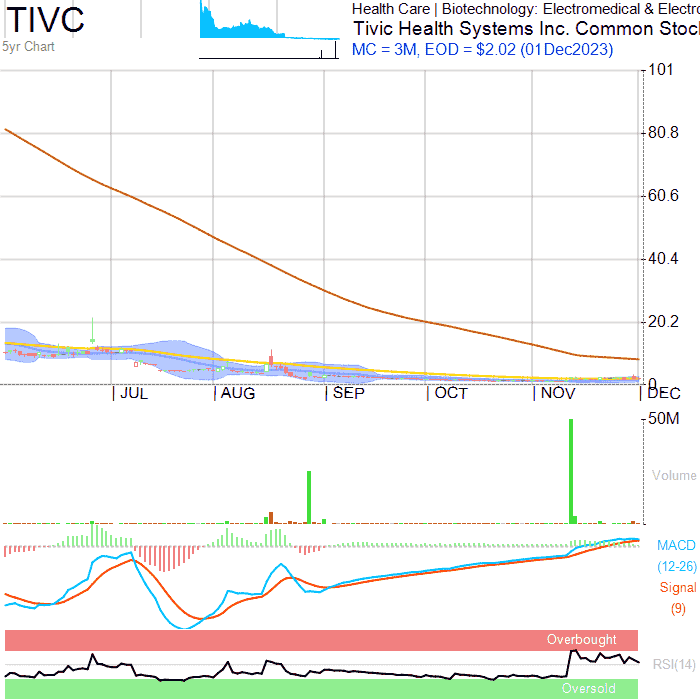 TIVC
5yr Chart
Health Care | Biotechnology: Electromedical & Electro
Tivic Health Systems Inc. Common Stoc
MC = 3M, EOD = $2.02 (01Dec2023)
101
80.8
60.6
40.4
20.2
0
JUL
AUG
SEP
OCT
NOV
DEC
50M
Volume
MACD
(12-26)
Signal
(9)
Overbought
RSI(14)
Oversold